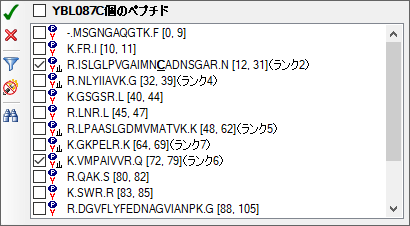 YBL087C個のペプチド
-.MSGNGAQGTK.F [0, 9]
K.FR.I [10, 11]
R.ISLGLPVGAIMNCADNSGAR.N [12, 31](ランク2)
R.NLYIIAVK.G [32, 39](ランク4)
K.GSGSR.L [40, 44]
R.LNR.L [45, 47]
R.LPAASLGDMVMATVK.K [48, 62](ランク5)
K.GKPELR.K [64, 69](ランク7)
K.VMPAIVVR.Q [72, 79](ランク6)
R.QAK.S [80, 82]
K.SWR.R [83, 85]
R.DGVFLYFEDNAGVIANPK.G [88, 105]